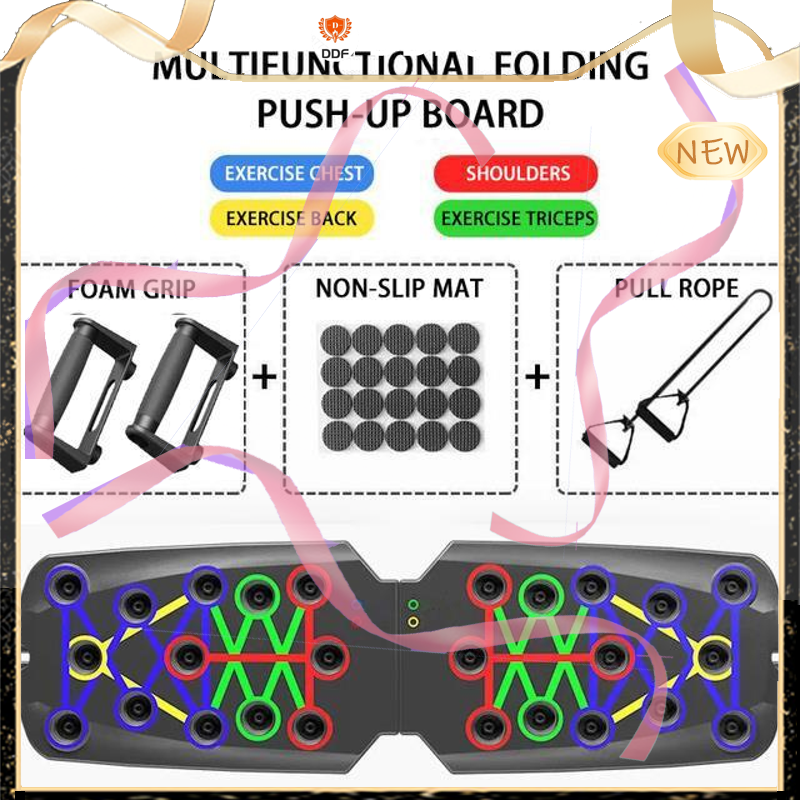 DDF
MULTIFUNCTIONAL FOLDING
PUSH-UP BOARD
NEW
EXERCISE CHEST
SHOULDERS
EXERCISE BACK
EXERCISE TRICEPS
FOAM GRIP
NON-SLIP MAT
PULL ROPE
+
+